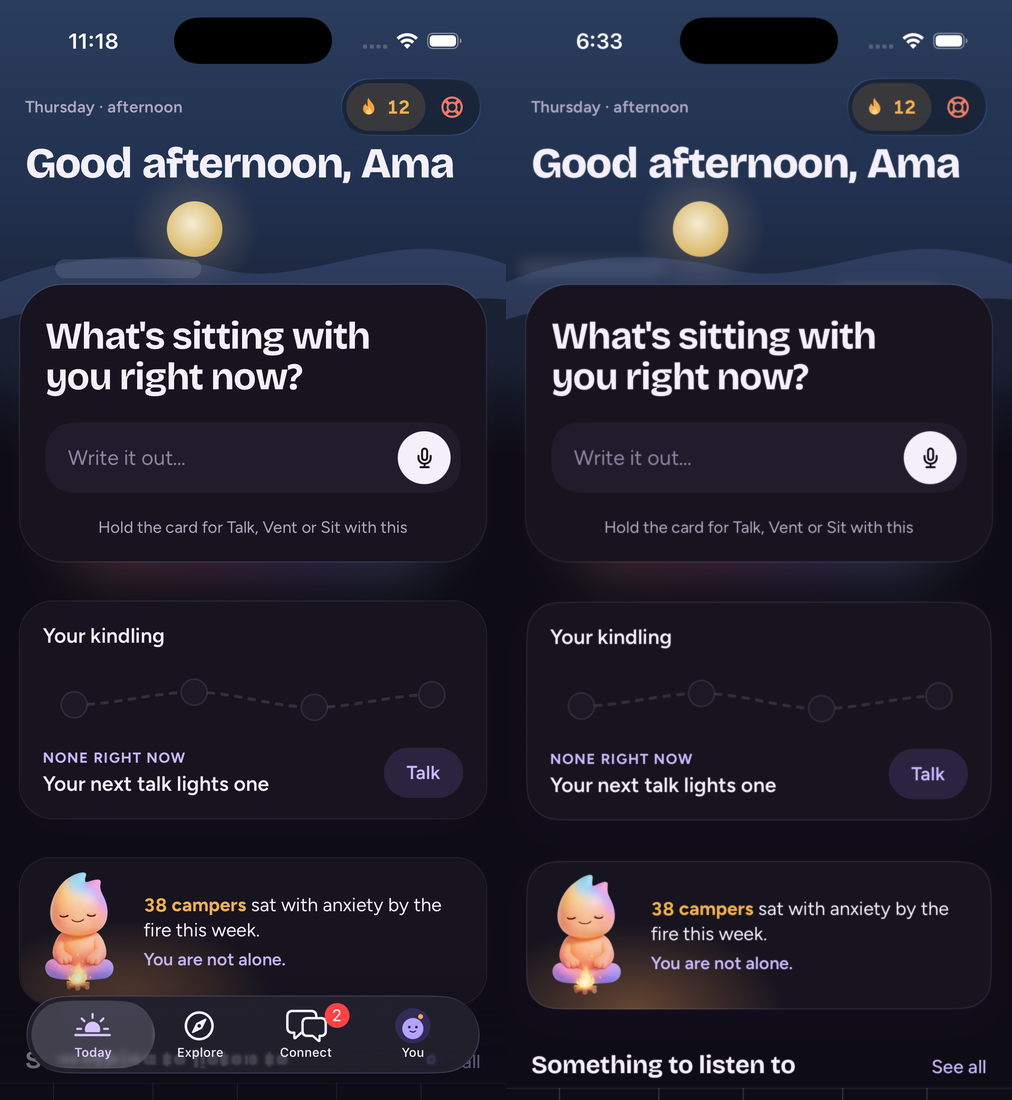 11:18
Thursday · afternoon
12
Good afternoon, Ama
What's sitting with
you right now?
Write it out...
Hold the card for Talk, Vent or Sit with this
Your kindling
NONE RIGHT NOW
Your next talk lights one
Talk
38 campers sat with anxiety by the
fire this week.
You are not alone.
2
Today
Explore
Connect
You
6:33
Thursday · afternoon
12
Good afternoon, Ama
What's sitting with
you right now?
Write it out...
Hold the card for Talk, Vent or Sit with this
Your kindling
NONE RIGHT NOW
Your next talk lights one
Talk
38 campers sat with anxiety by the
fire this week.
You are not alone.
Something to listen to
See all